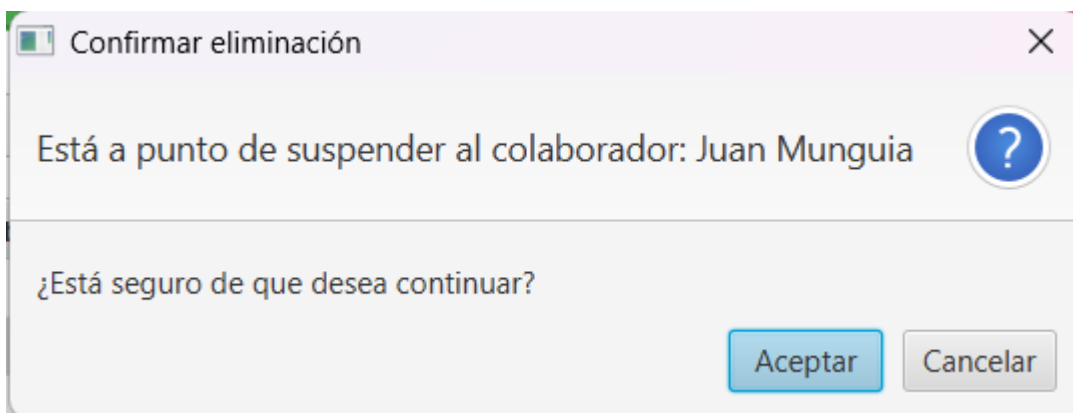 Confirmar eliminación
Está a punto de suspender al colaborador: Juan Munguia
?
¿Está seguro de que desea continuar?
Aceptar
Cancelar